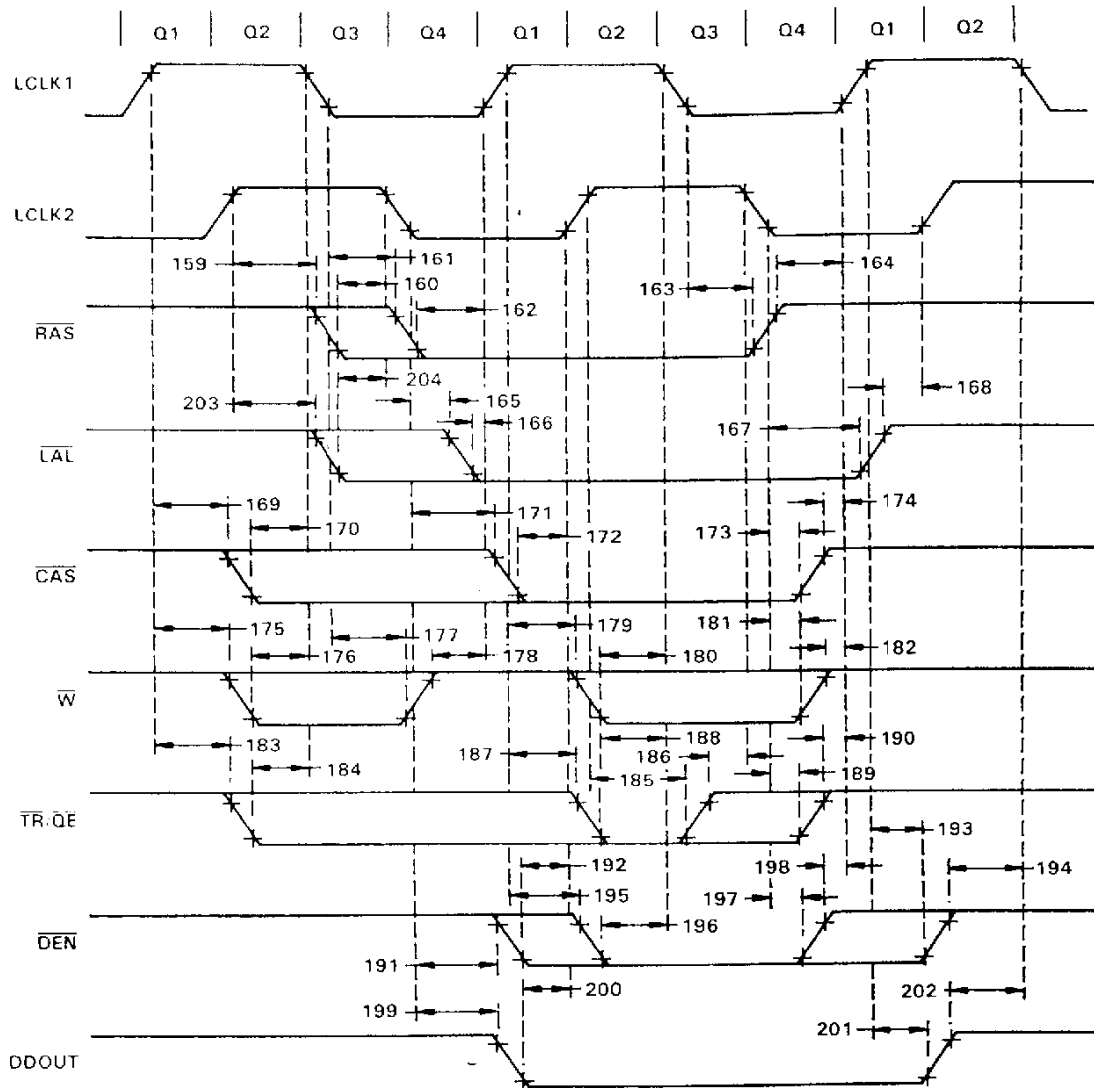 Q1 Q2 Q3 Q4 Q1 Q2 Q3 Q4 Q1 Q2
LCLK1
LCLK2
159 161 164
160 163
162
RAS
204 168
203 165
166 167
LAL
169 174
171
170 172 173
CAS
175 177 179 181
176 178 180 182
W
183 187 188 190
184 186
185 189
TR/QE
193
192 198 194
195 197
196
DEN
191
200 202
199
201
DDOUT